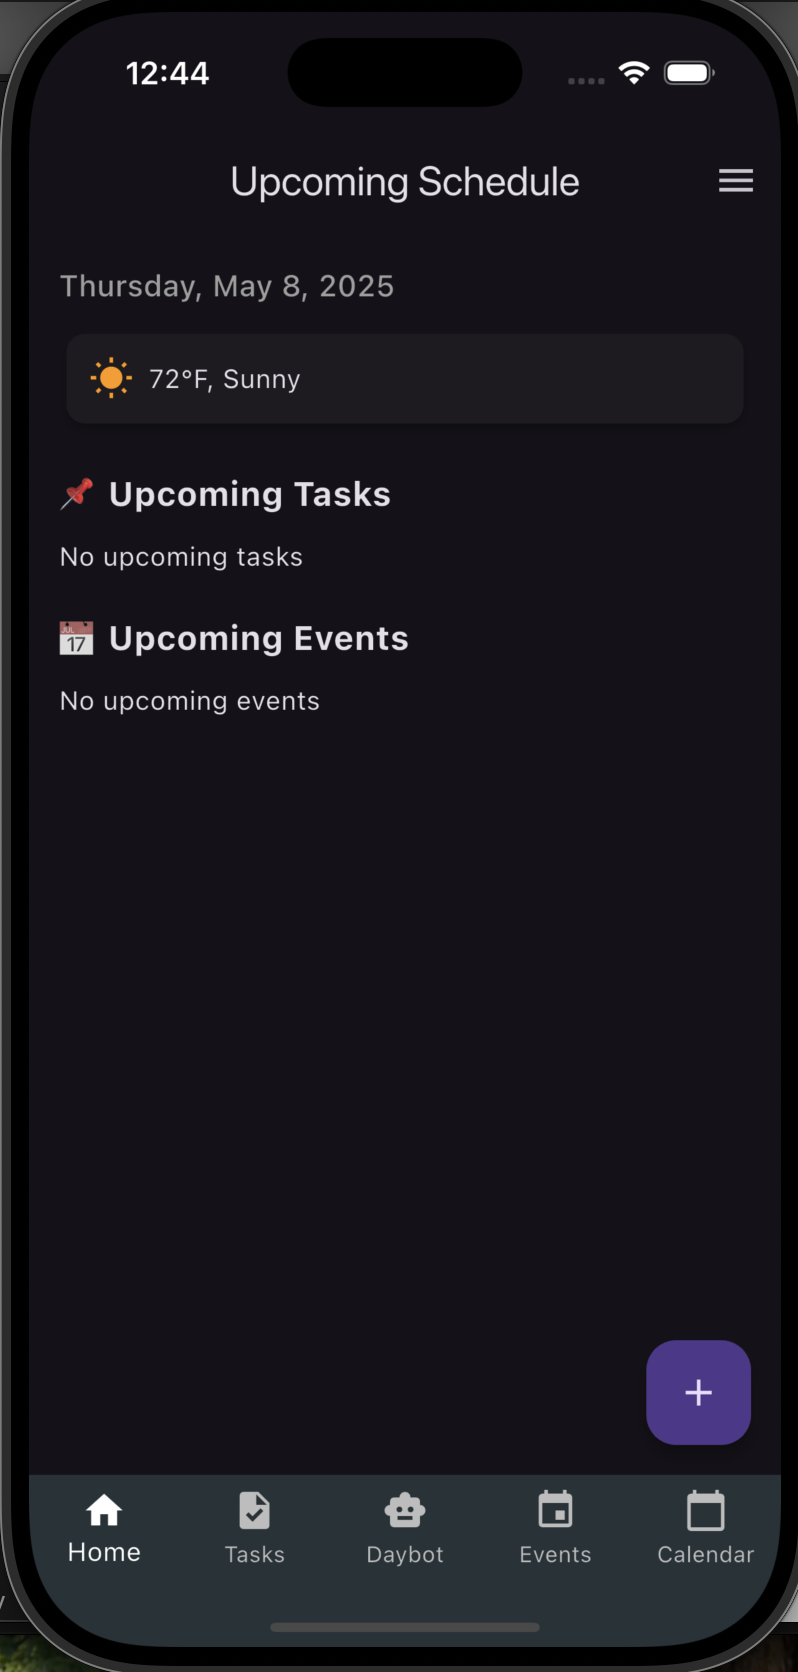 12:44
Upcoming Schedule
Thursday, May 8, 2025
72°F, Sunny
📌 Upcoming Tasks
No upcoming tasks
📅 Upcoming Events
No upcoming events
+
Home
Tasks
Daybot
Events
Calendar